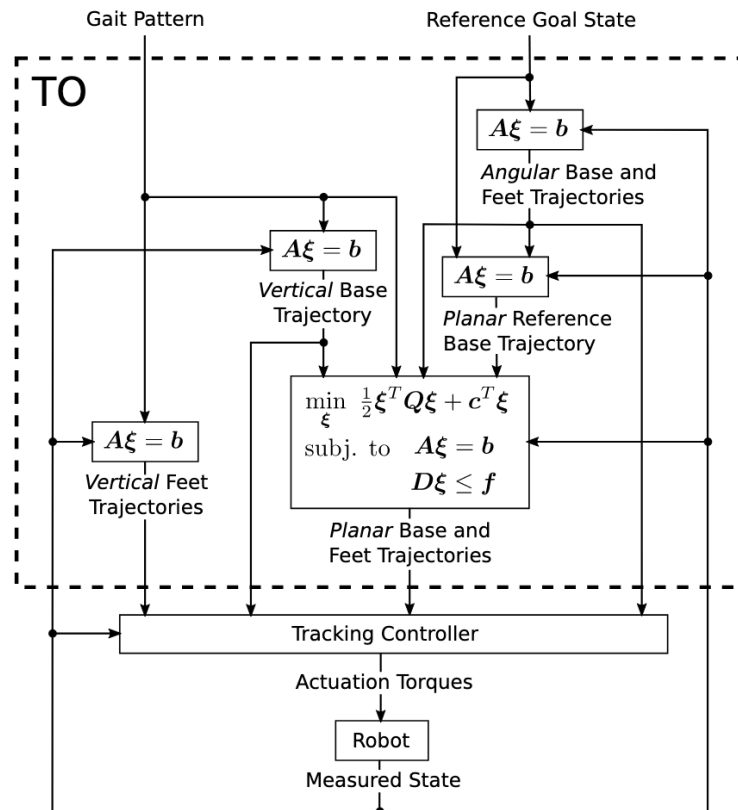 Gait Pattern
Reference Goal State
TO
Aξ = b
Angular Base and
Feet Trajectories
Aξ = b
Vertical Base
Trajectory
Aξ = b
Planar Reference
Base Trajectory
min ½ξᵀQξ + cᵀξ
ξ
subj. to Aξ = b
Dξ ≤ f
Aξ = b
Vertical Feet
Trajectories
Planar Base and
Feet Trajectories
Tracking Controller
Actuation Torques
Robot
Measured State